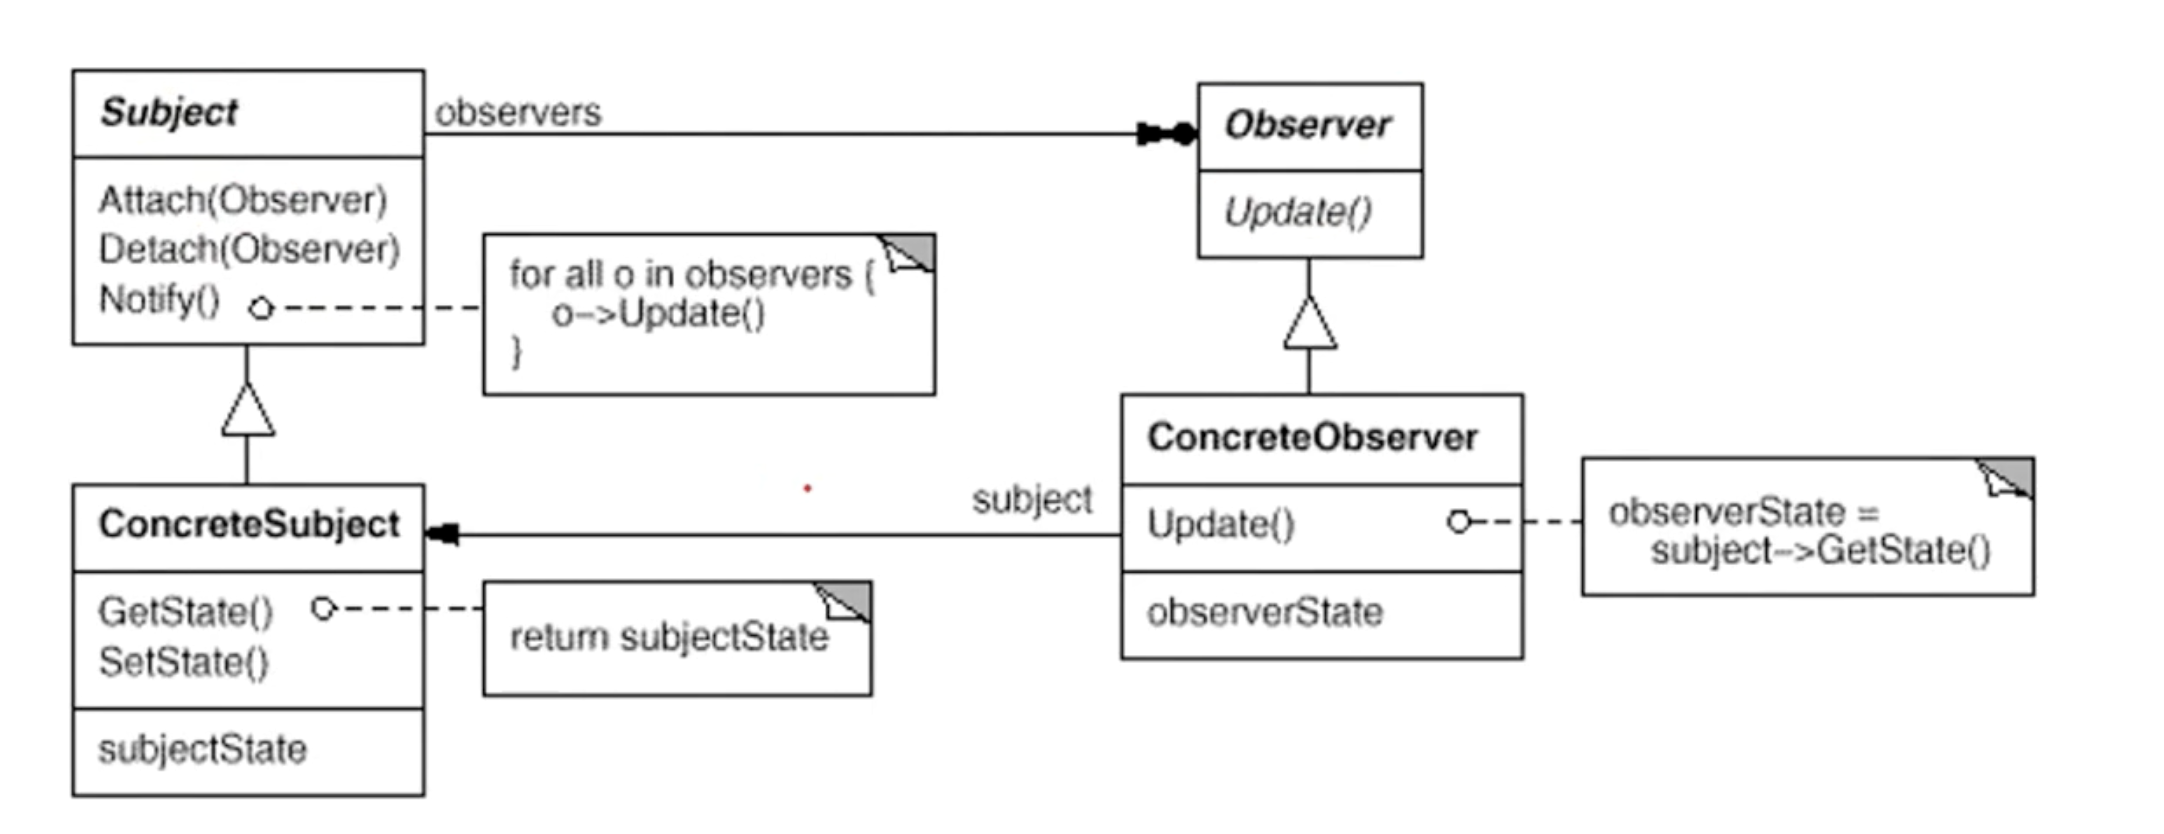 Subject
observers
Attach(Observer)
Detach(Observer)
Notify()
for all o in observers {
o–>Update()
}
Observer
Update()
ConcreteSubject
GetState()
SetState()
subjectState
return subjectState
subject
ConcreteObserver
Update()
observerState
observerState =
subject–>GetState()